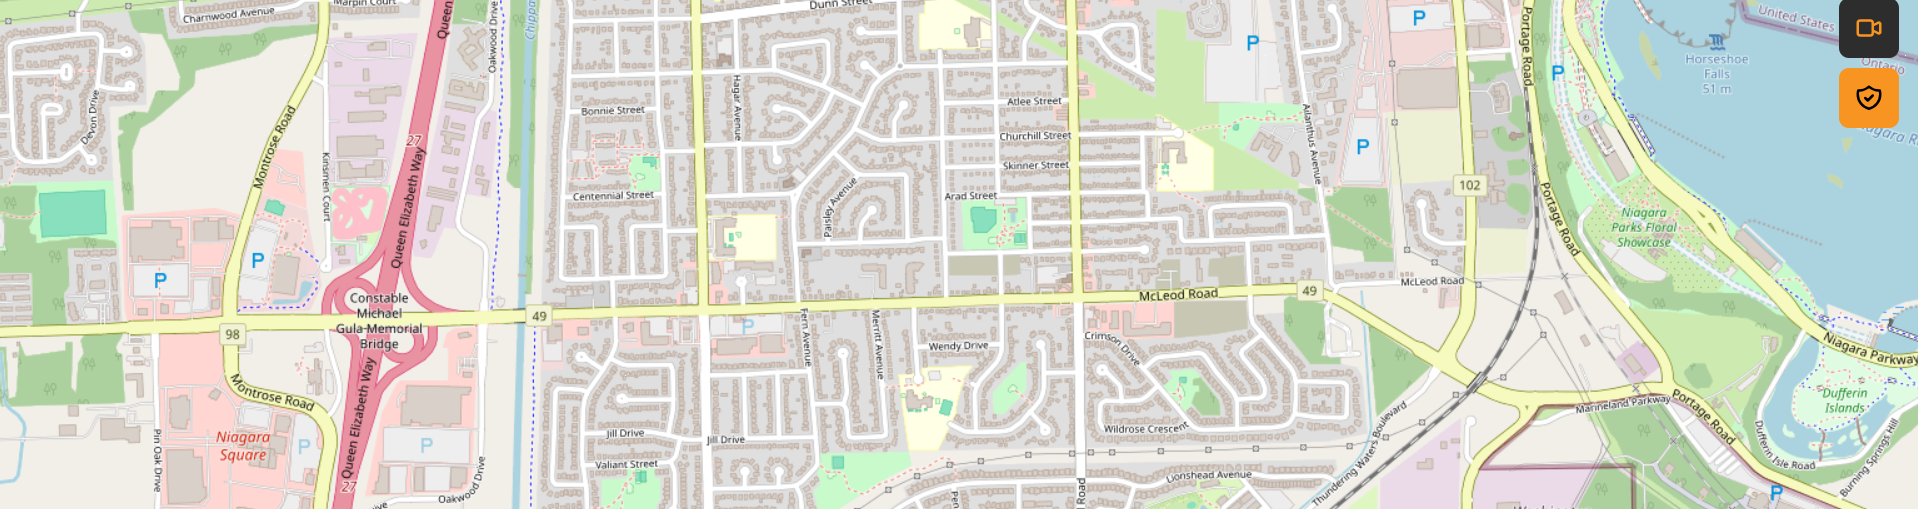 Charnwood Avenue
Marpin Court
Queen
Oakwood Drive
Dunn Street
Portage Road
P
P
P
United States
Ontario
Horseshoe
Falls
51 m
Devon Drive
Montrose Road
Kinsmen Court
27
Queen Elizabeth Way
Bonnie Street
Hagar Avenue
Atlee Street
Churchill Street
Skinner Street
Allanthus Avenue
P
Centennial Street
Paisley Avenue
Arad Street
102
Portage Road
Niagara
Parks Floral
Showcase
P
P
Constable
Michael
Gula Memorial
Bridge
49
McLeod Road
49
McLeod Road
98
P
Fern Avenue
Merritt Avenue
Wendy Drive
Crimson Drive
Niagara Parkway
Queen Elizabeth Way
Montrose Road
Dufferin
Islands
Marineland Parkway
Portage Road
Wildrose Crescent
Thundering Waters Boulevard
Pin Oak Drive
Niagara
Square
P
P
Jill Drive
Jill Drive
Valiant Street
Dufferin Isle Road
Burning Springs Hill
Lionshead Avenue
27
Oakwood Drive
P